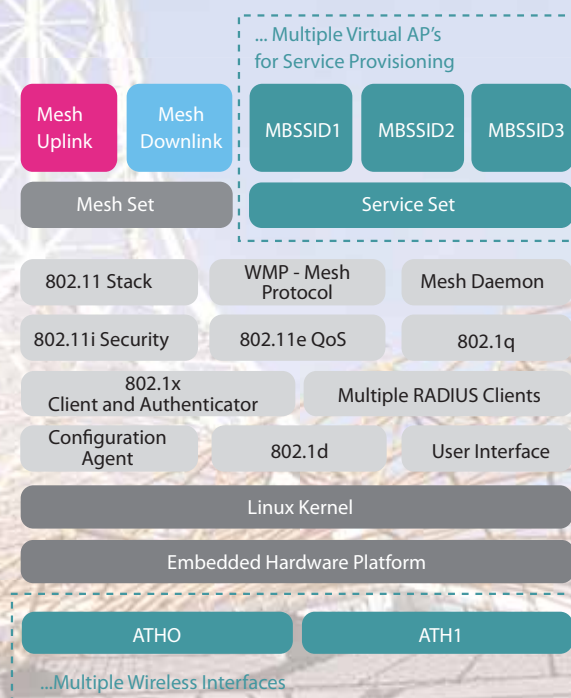 ... Multiple Virtual AP's
for Service Provisioning
Mesh
Uplink
Mesh
Downlink
MBSSID1
MBSSID2
MBSSID3
Mesh Set
Service Set
802.11 Stack
WMP - Mesh
Protocol
Mesh Daemon
802.11i Security
802.11e QoS
802.1q
802.1x
Client and Authenticator
Multiple RADIUS Clients
Configuration
Agent
802.1d
User Interface
Linux Kernel
Embedded Hardware Platform
ATHO
ATH1
...Multiple Wireless Interfaces